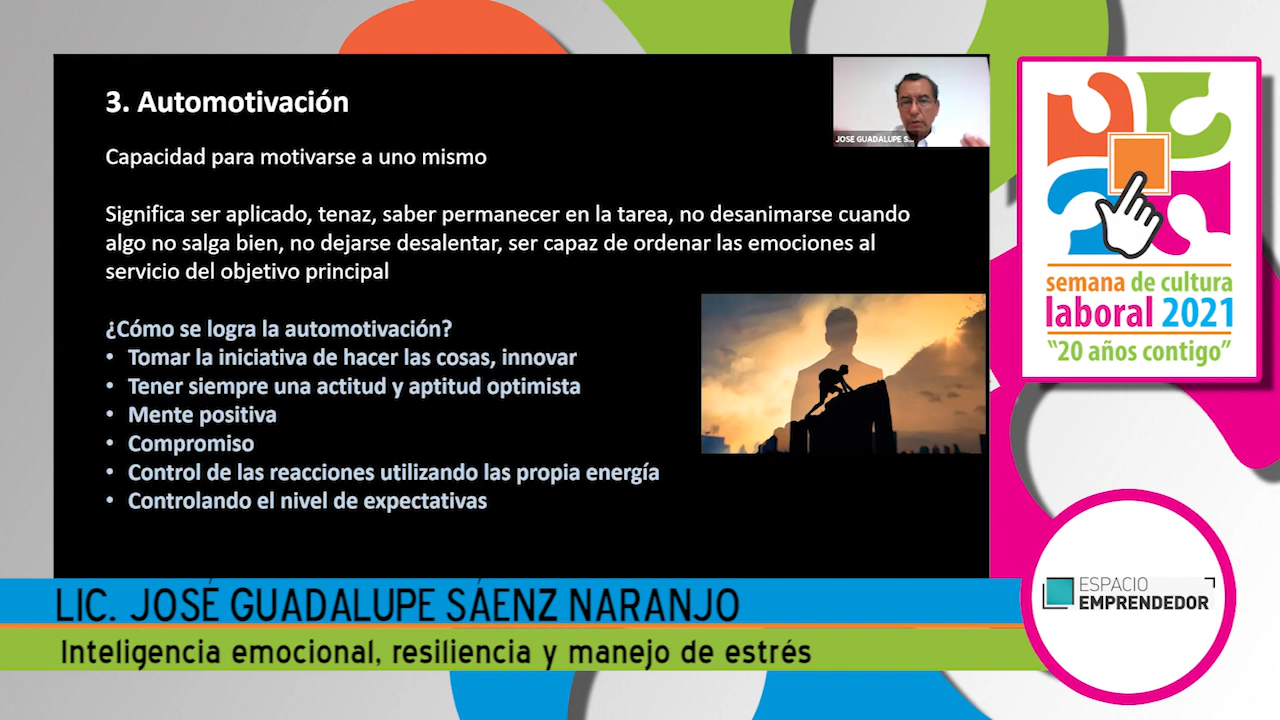 3. Automotivación
Capacidad para motivarse a uno mismo
Significa ser aplicado, tenaz, saber permanecer en la tarea, no desanimarse cuando
algo no salga bien, no dejarse desalentar, ser capaz de ordenar las emociones al
servicio del objetivo principal
¿Cómo se logra la automotivación?
• Tomar la iniciativa de hacer las cosas, innovar
• Tener siempre una actitud y aptitud optimista
• Mente positiva
• Compromiso
• Control de las reacciones utilizando las propia energía
• Controlando el nivel de expectativas
JOSE GUADALUPE S...
semana de cultura
laboral 2021
“20 años contigo”
ESPACIO
EMPRENDEDOR
LIC. JOSÉ GUADALUPE SÁENZ NARANJO
Inteligencia emocional, resiliencia y manejo de estrés